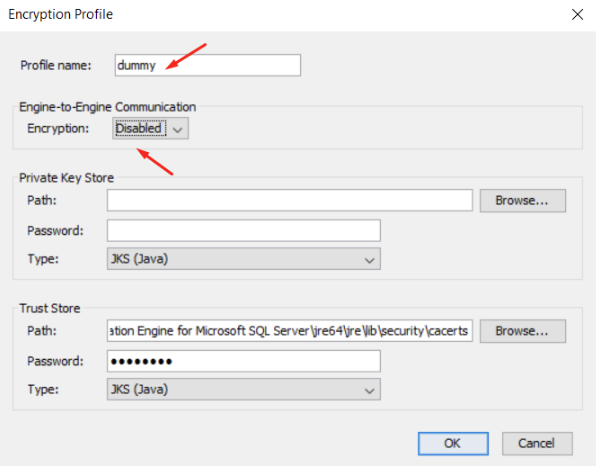 Encryption Profile
Profile name: dummy
Engine-to-Engine Communication
Encryption: Disabled
Private Key Store
Path: Browse...
Password:
Type: JKS (Java)
Trust Store
Path: ation Engine for Microsoft SQL Server\jre64\jre\lib\security\cacerts Browse...
Password: ••••••••
Type: JKS (Java)
OK Cancel